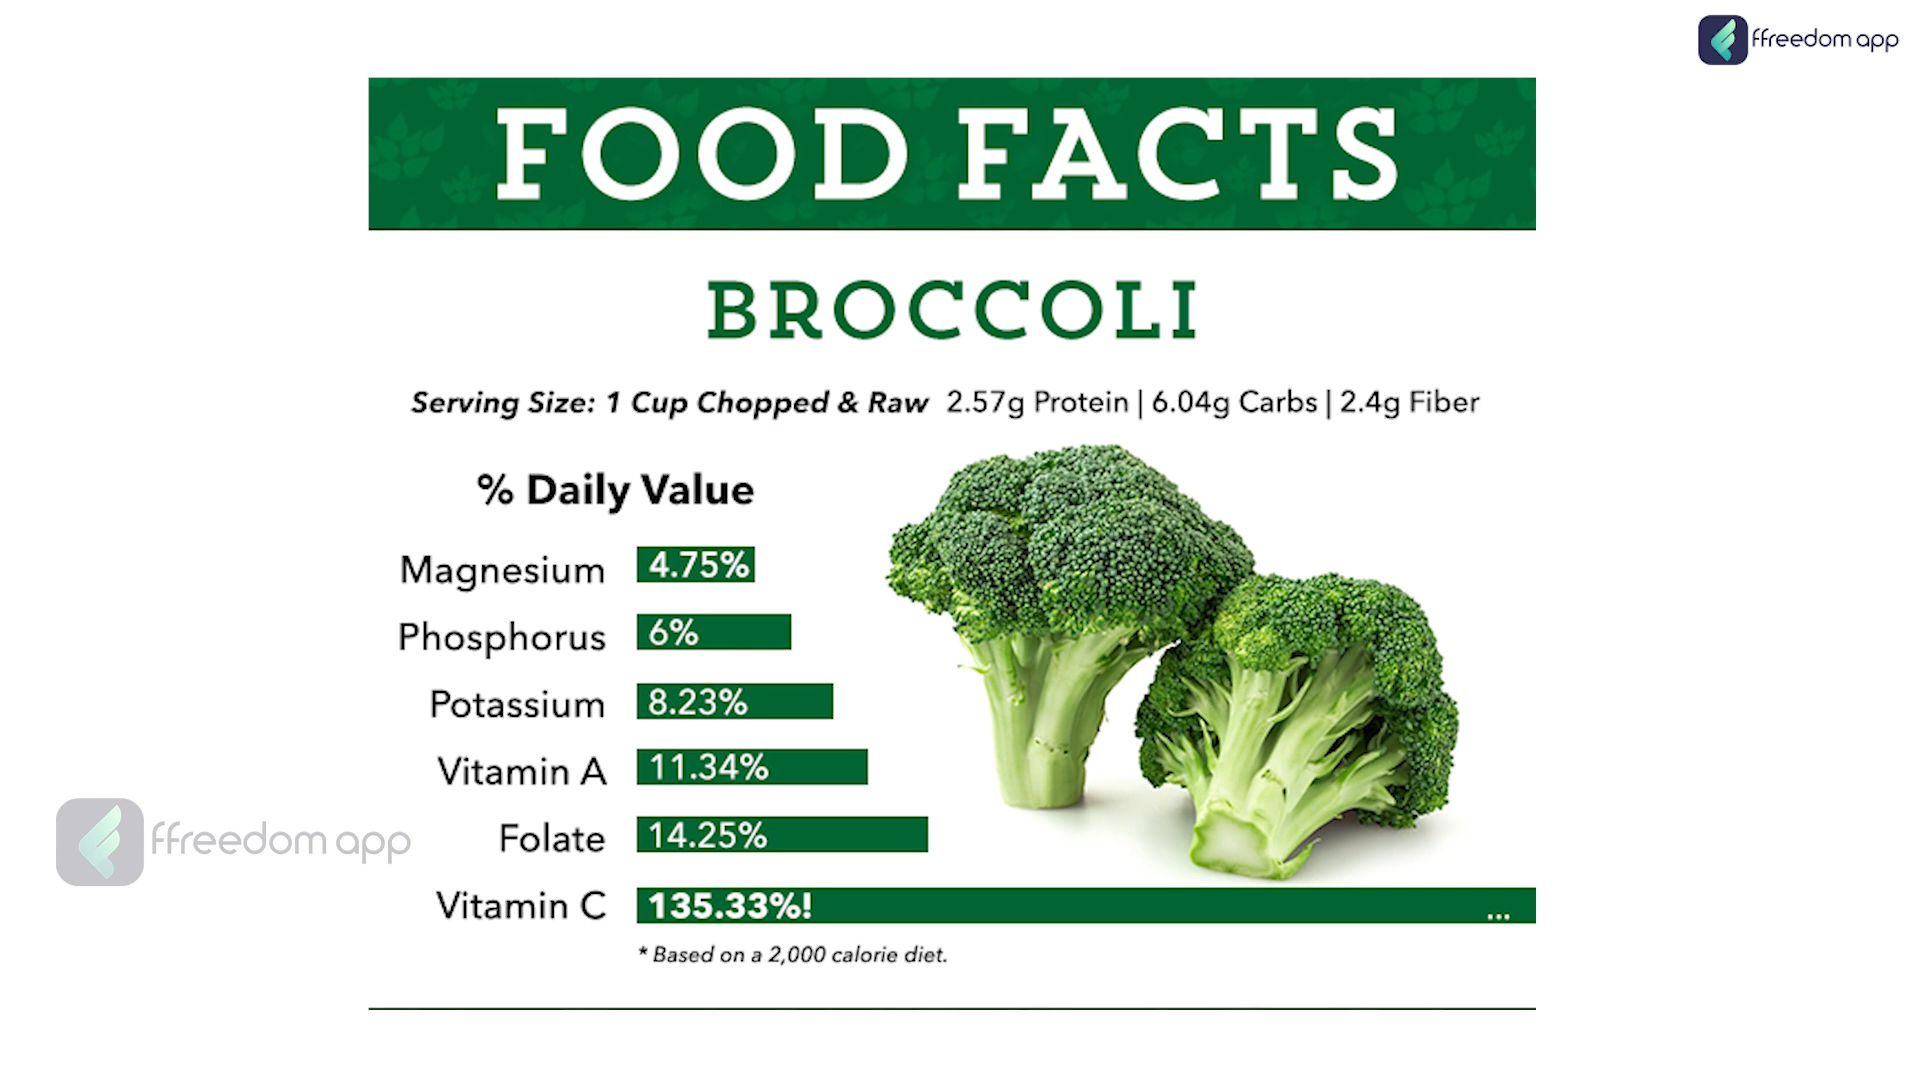 ffreedom app
FOOD FACTS
BROCCOLI
Serving Size: 1 Cup Chopped & Raw 2.57g Protein | 6.04g Carbs | 2.4g Fiber
% Daily Value
Magnesium 4.75%
Phosphorus 6%
Potassium 8.23%
Vitamin A 11.34%
Folate 14.25%
ffreedom app
Vitamin C 135.33%! ...
* Based on a 2,000 calorie diet.